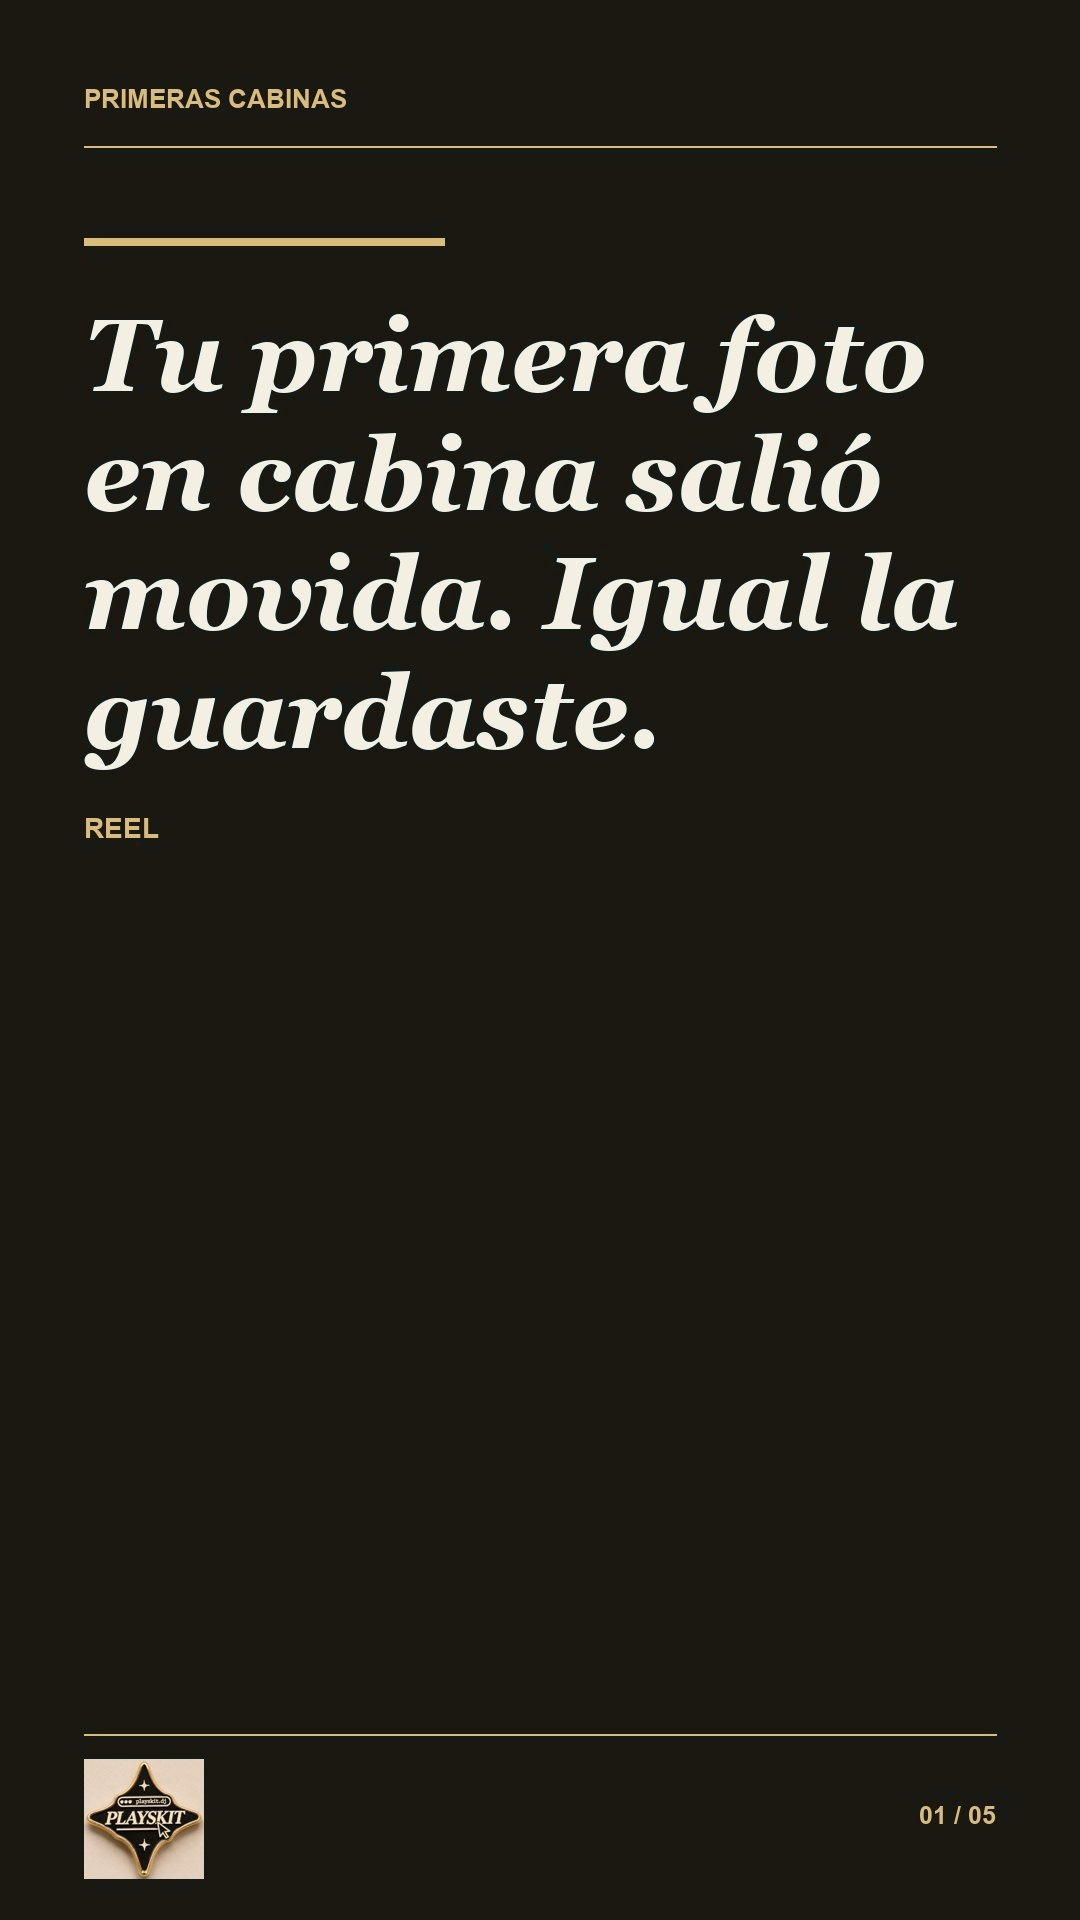 PRIMERAS CABINAS
Tu primera foto
en cabina salió
movida. Igual la
guardaste.
REEL
playskit.dj
PLAYSKIT
01 / 05